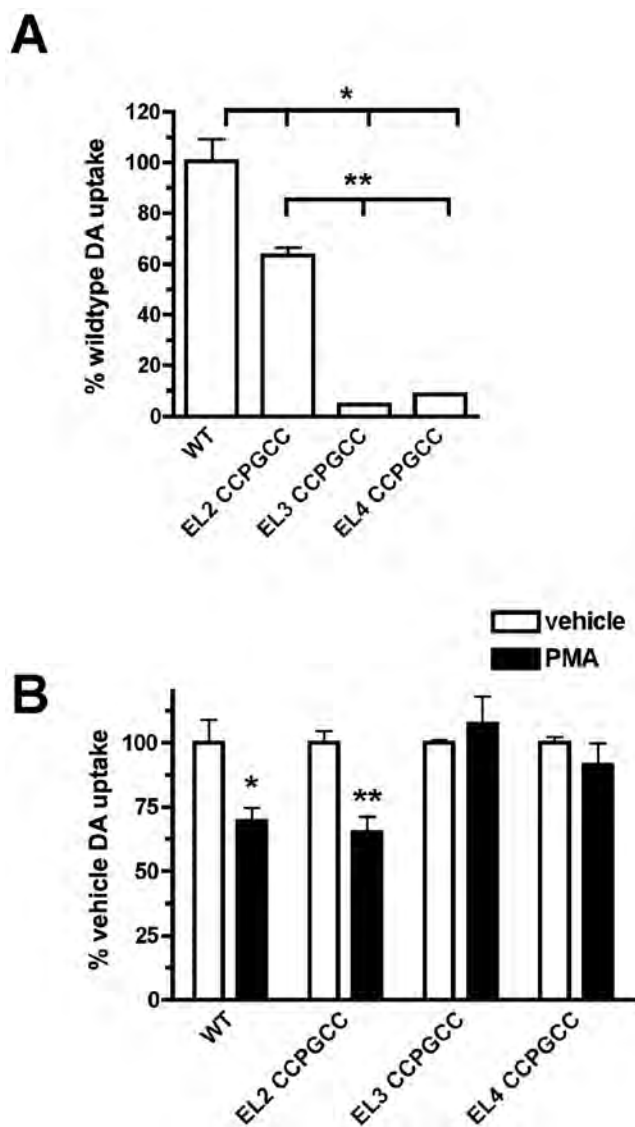 A
*
**
% wildtype DA uptake
120
100
80
60
40
20
0
WT
EL2 CCPGCC
EL3 CCPGCC
EL4 CCPGCC
vehicle
PMA
B
% vehicle DA uptake
100
75
50
25
0
*
**
WT
EL2 CCPGCC
EL3 CCPGCC
EL4 CCPGCC